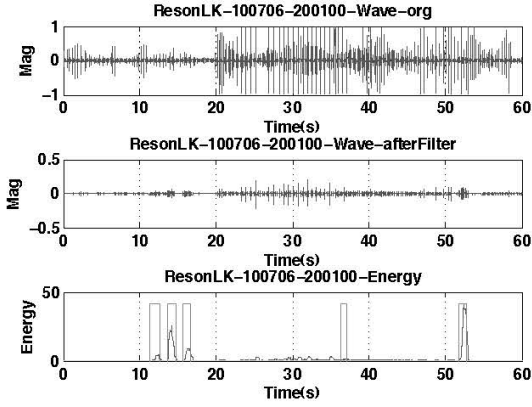 ResonLK-100706-200100-Wave-org
1
0
-1
Mag
0 10 20 30 40 50 60
Time(s)
ResonLK-100706-200100-Wave-afterFilter
0.5
0
-0.5
Mag
0 10 20 30 40 50 60
Time(s)
ResonLK-100706-200100-Energy
50
0
Energy
0 10 20 30 40 50 60
Time(s)